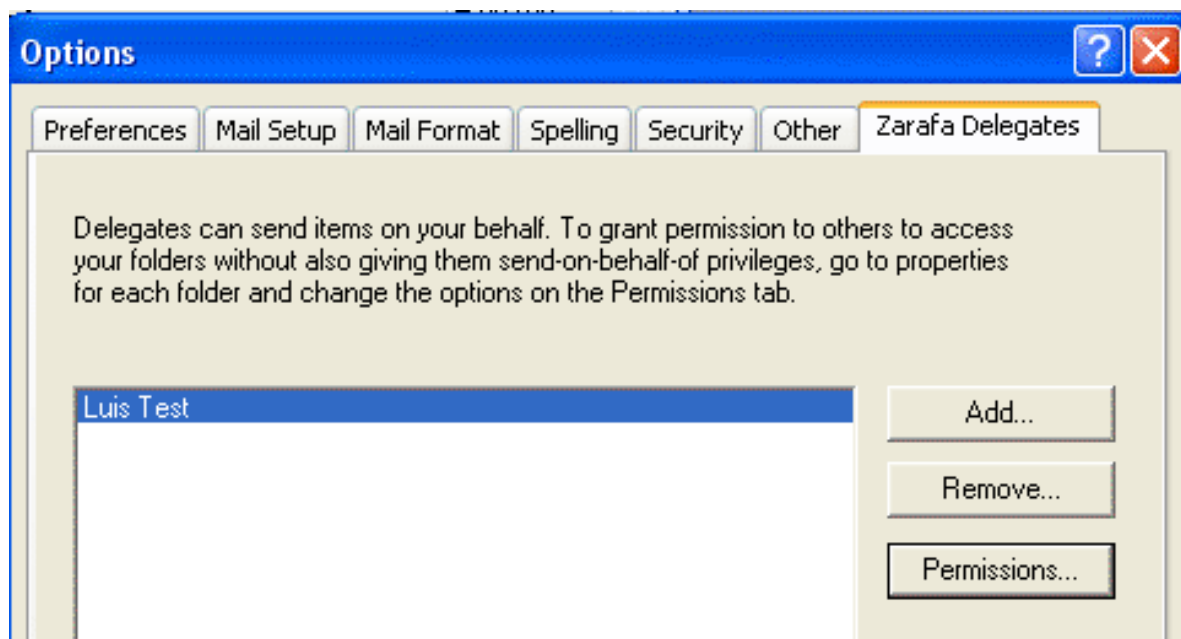 Options
?
Preferences Mail Setup Mail Format Spelling Security Other Zarafa Delegates
Delegates can send items on your behalf. To grant permission to others to access
your folders without also giving them send-on-behalf-of privileges, go to properties
for each folder and change the options on the Permissions tab.
Luis Test
Add...
Remove...
Permissions...